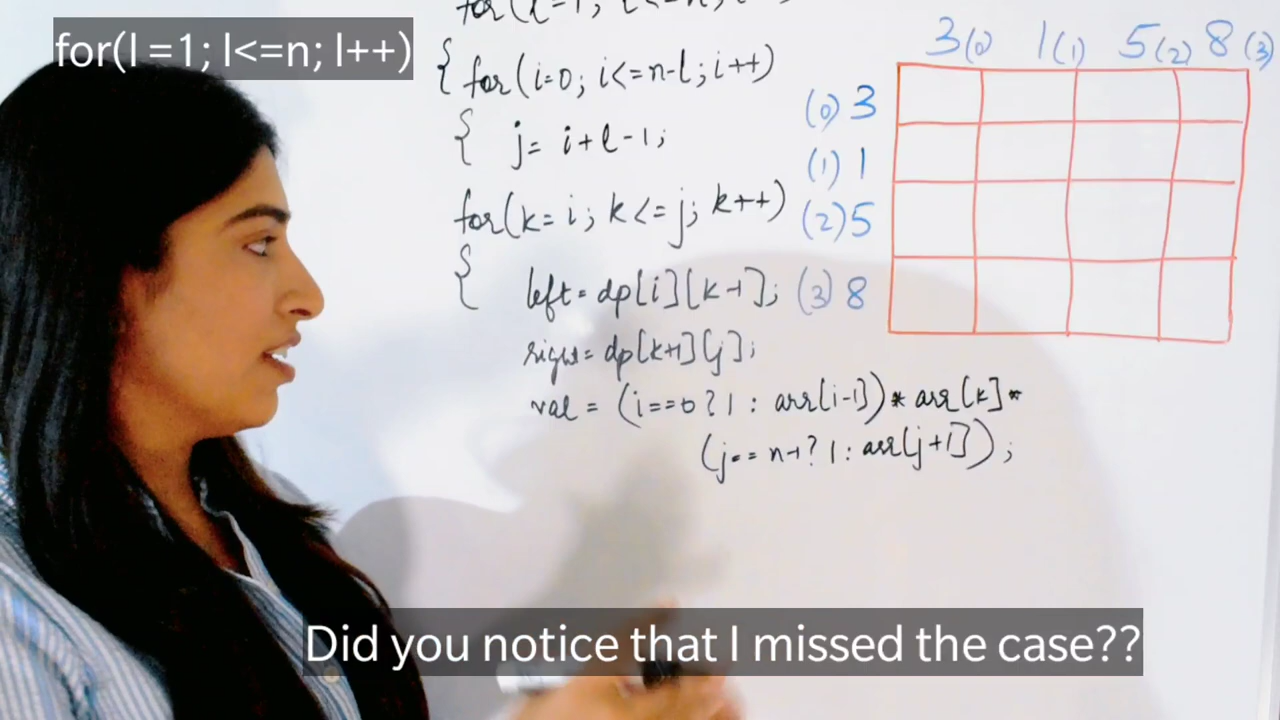 for(l =1; l<=n; l++)
{ for(i=0; i<=n-l; i++)
{ j= i+l-1;
for(k=i; k<=j; k++)
{
left= dp[i][k-1];
right= dp[k+1][j];
val = (i==0?1: arr[i-1])* arr[k]*
(j== n-1? 1: arr[j+1]);
3(0) 1(1) 5(2) 8(3)
(0) 3
(1) 1
(2) 5
(3) 8
Did you notice that I missed the case??